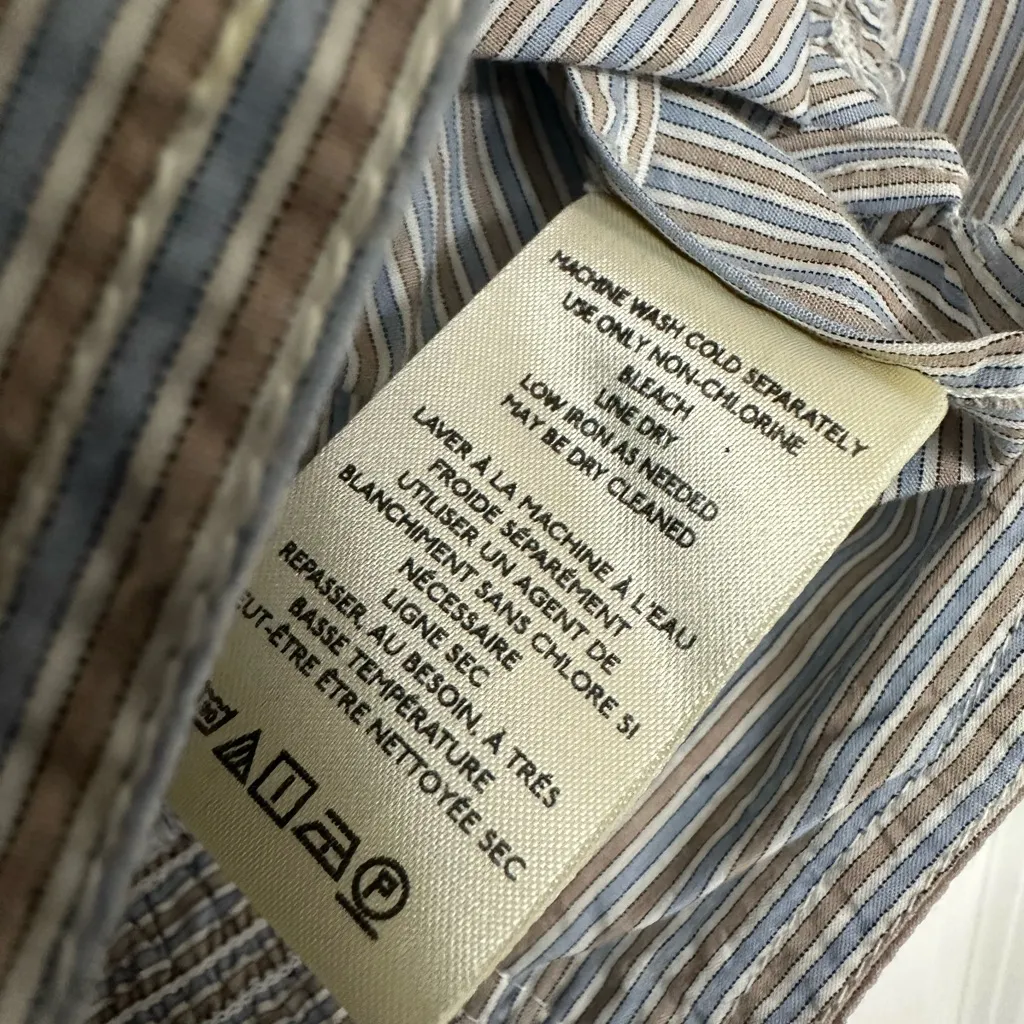 MACHINE WASH COLD SEPARATELY
USE ONLY NON-CHLORINE
BLEACH
LINE DRY
LOW IRON AS NEEDED
MAY BE DRY CLEANED
LAVER À LA MACHINE À L'EAU
FROIDE SÉPARÉMENT
UTILISER UN AGENT DE
BLANCHIMENT SANS CHLORE SI
NÉCESSAIRE
LIGNE SEC
REPASSER, AU BESOIN, À TRÉS
BASSE TEMPÉRATURE
EUT-ÊTRE ÊTRE NETTOYÉE SEC
P